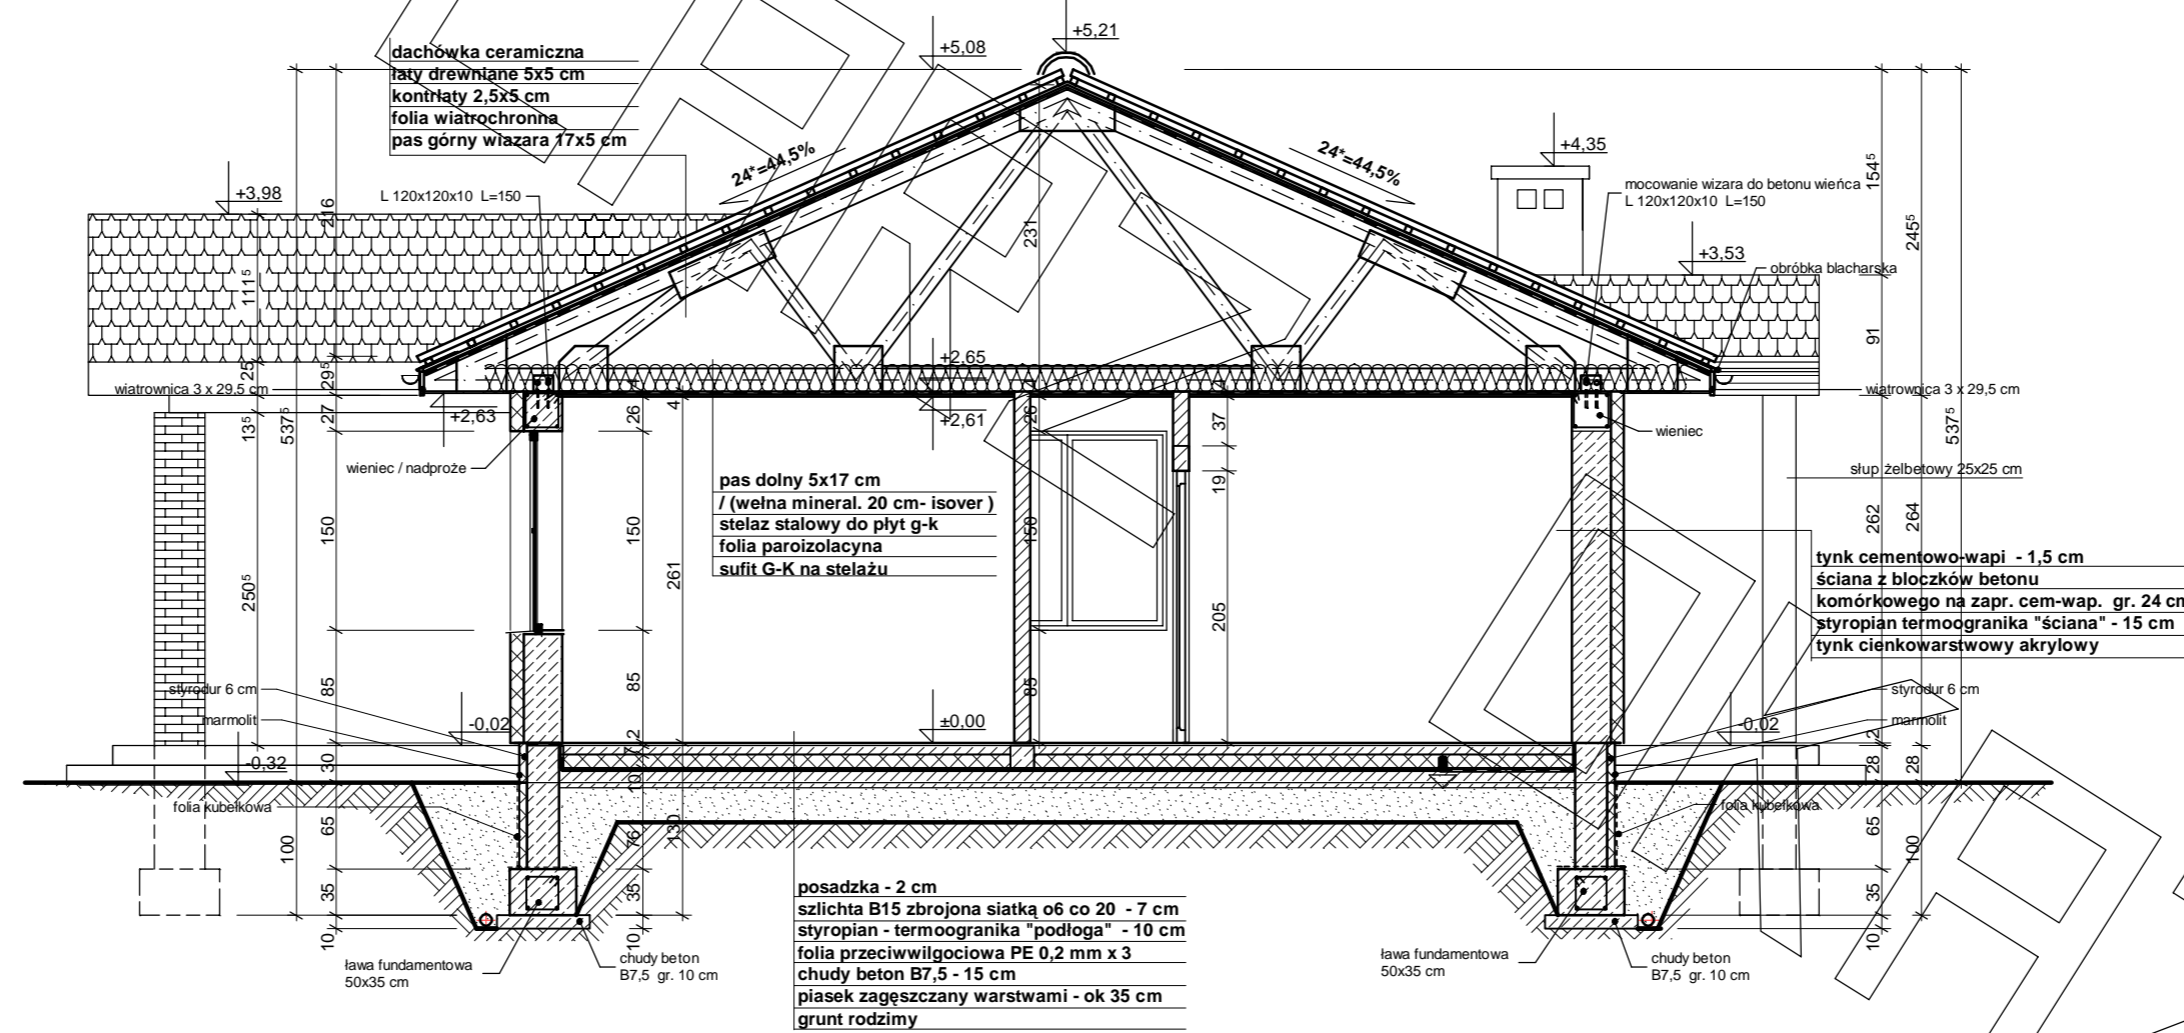 +5,21
+5,08
dachówka ceramiczna
łaty drewniane 5x5 cm
kontrłaty 2,5x5 cm
folia wiatrochronna
pas górny wiazara 17x5 cm
24*=44,5%
24*=44,5%
+4,35
+3,98
L 120x120x10 L=150
mocowanie wizara do betonu wieńca
L 120x120x10 L=150
+3,53
obróbka blacharska
216
231
154⁵
245⁵
111⁵
91
25
29⁵
+2,65
wiatrownica 3 x 29,5 cm
wiatrownica 3 x 29,5 cm
+2,63
+2,61
13⁵
537⁵
27
26
4
26
4
37
537⁵
wieniec
wieniec / nadproże
słup żelbetowy 25x25 cm
pas dolny 5x17 cm
/ (wełna mineral. 20 cm- isover )
stelaz stalowy do płyt g-k
folia paroizolacyna
sufit G-K na stelażu
19
150
150
150
262
264
250⁵
261
205
tynk cementowo-wapi - 1,5 cm
ściana z bloczków betonu
komórkowego na zapr. cem-wap. gr. 24 cm
styropian termoogranika "ściana" - 15 cm
tynk cienkowarstwowy akrylowy
85
85
85
styrodur 6 cm
styrodur 6 cm
marmolit
marmolit
-0,02
±0,00
-0,02
2
7
2
-0,32
30
10
28
28
folia kubełkowa
folia kubełkowa
65
100
76
130
65
100
35
35
35
10
10
10
posadzka - 2 cm
szlichta B15 zbrojona siatką o6 co 20 - 7 cm
styropian - termoogranika "podłoga" - 10 cm
folia przeciwwilgociowa PE 0,2 mm x 3
chudy beton B7,5 - 15 cm
piasek zagęszczany warstwami - ok 35 cm
grunt rodzimy
ława fundamentowa
50x35 cm
chudy beton
B7,5 gr. 10 cm
ława fundamentowa
50x35 cm
chudy beton
B7,5 gr. 10 cm